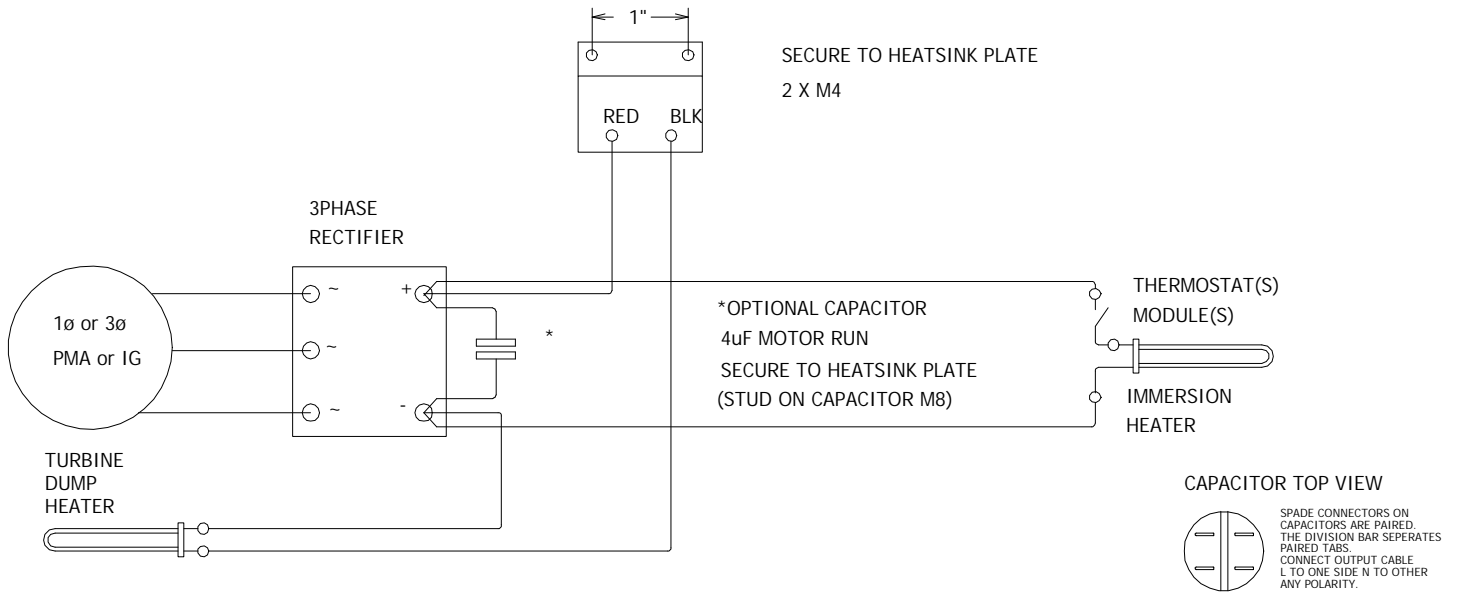 1"
SECURE TO HEATSINK PLATE
2 X M4
RED BLK
3PHASE
RECTIFIER
~ +
1ø or 3ø
PMA or IG
~
~ -
*
*OPTIONAL CAPACITOR
4uF MOTOR RUN
SECURE TO HEATSINK PLATE
(STUD ON CAPACITOR M8)
THERMOSTAT(S)
MODULE(S)
IMMERSION
HEATER
TURBINE
DUMP
HEATER
CAPACITOR TOP VIEW
SPADE CONNECTORS ON
CAPACITORS ARE PAIRED.
THE DIVISION BAR SEPERATES
PAIRED TABS.
CONNECT OUTPUT CABLE
L TO ONE SIDE N TO OTHER
ANY POLARITY.